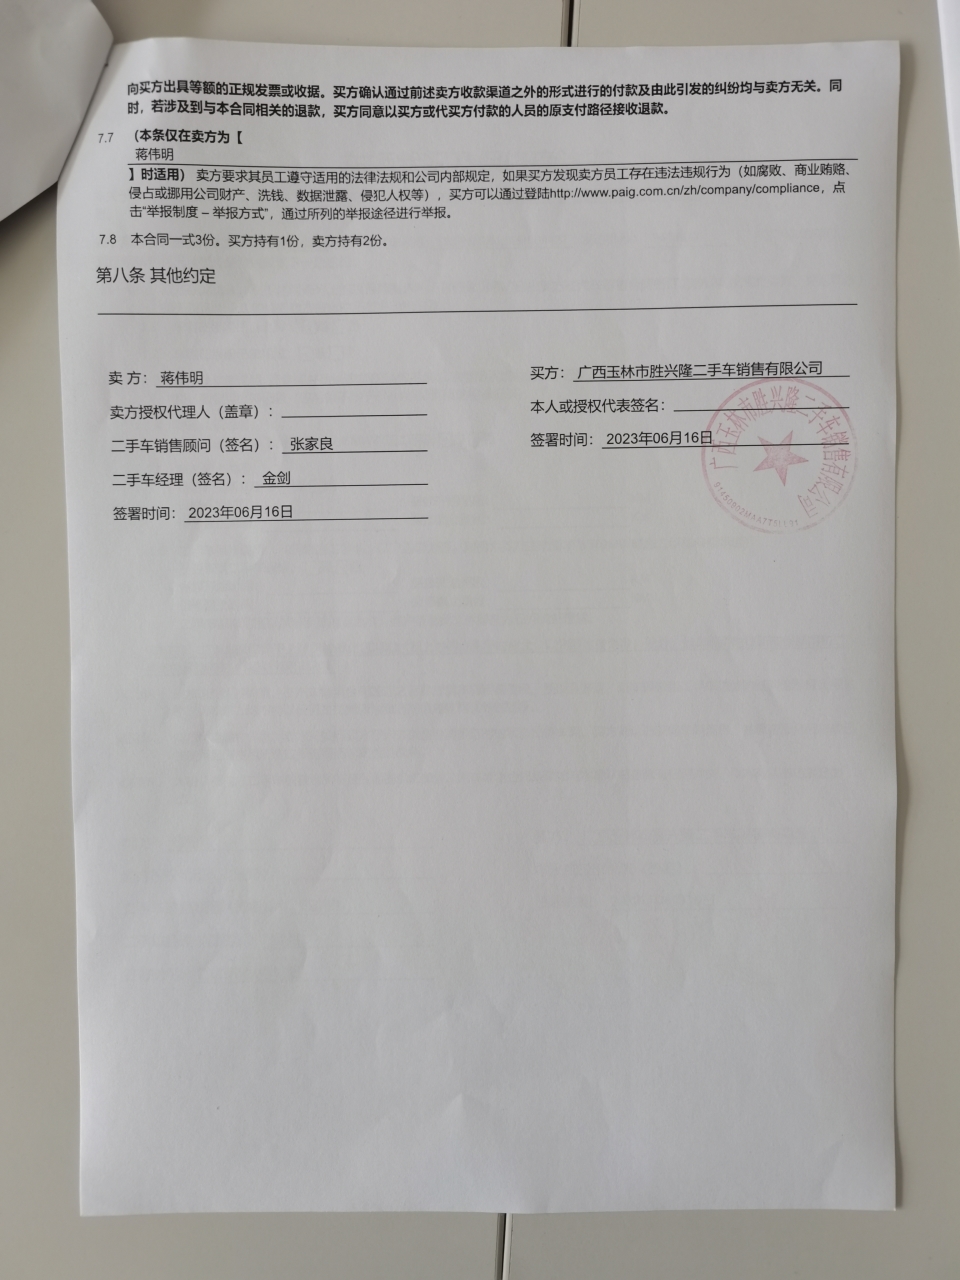 向买方出具等额的正规发票或收据。买方确认通过前述卖方收款渠道之外的形式进行的付款及由此引发的纠纷均与卖方无关。同
时，若涉及到与本合同相关的退款，买方同意以买方或代买方付款的人员的原支付路径接收退款。
7.7 （本条仅在卖方为【
蒋伟明
】时适用） 卖方要求其员工遵守适用的法律法规和公司内部规定，如果买方发现卖方员工存在违法违规行为（如腐败、商业贿赂、
侵占或挪用公司财产、洗钱、数据泄露、侵犯人权等），买方可以通过登陆http://www.paig.com.cn/zh/company/compliance，点
击“举报制度 – 举报方式”，通过所列的举报途径进行举报。
7.8 本合同一式3份。买方持有1份，卖方持有2份。
第八条 其他约定
卖 方： 蒋伟明
卖方授权代理人（盖章）：
二手车销售顾问（签名）： 张家良
二手车经理（签名）： 金剑
签署时间： 2023年06月16日
买方： 广西玉林市胜兴隆二手车销售有限公司
本人或授权代表签名：
签署时间： 2023年06月16日
广西玉林市胜兴隆二手车销售有限公司